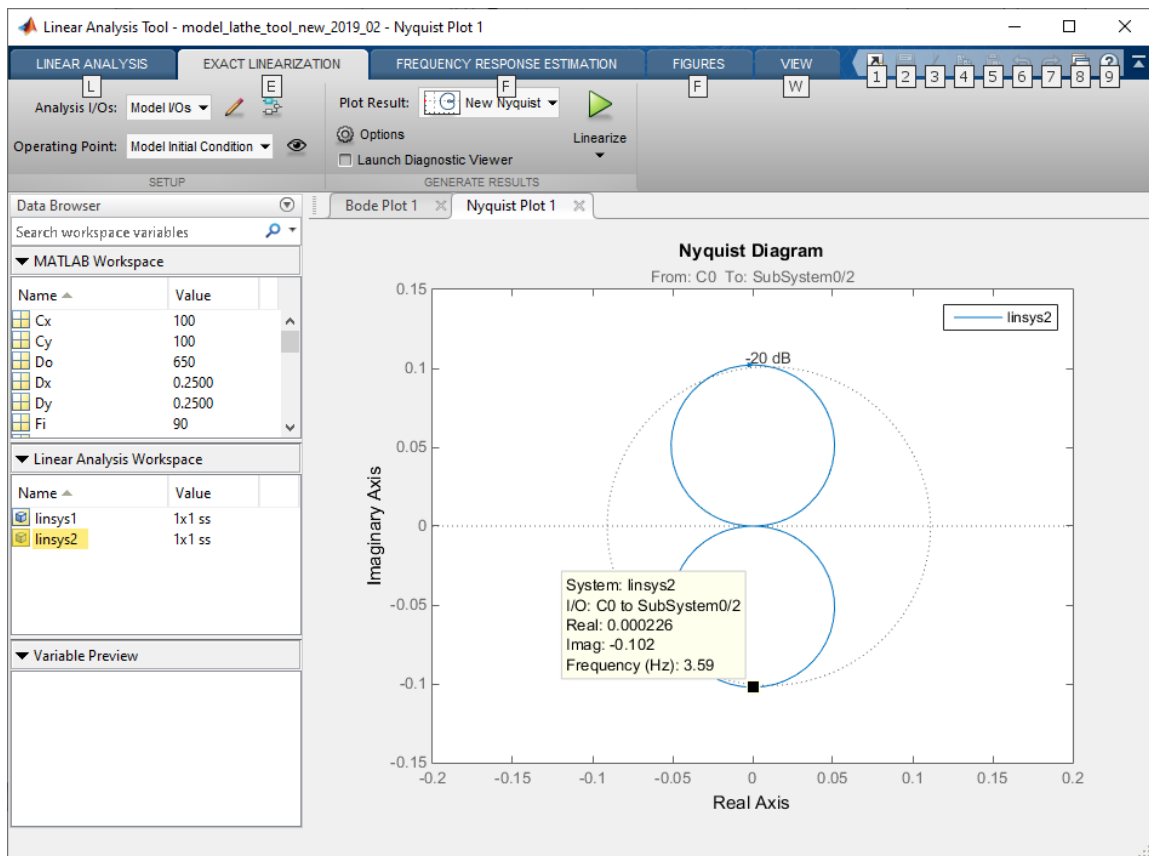 Linear Analysis Tool - model_lathe_tool_new_2019_02 - Nyquist Plot 1
LINEAR ANALYSIS EXACT LINEARIZATION FREQUENCY RESPONSE ESTIMATION FIGURES VIEW
L E F F W 1 2 3 4 5 6 7 8 9
Analysis I/Os: Model I/Os Plot Result: New Nyquist
Options Linearize
Operating Point: Model Initial Condition
Launch Diagnostic Viewer
SETUP GENERATE RESULTS
Data Browser
Search workspace variables
MATLAB Workspace
Name Value
Cx 100
Cy 100
Do 650
Dx 0.2500
Dy 0.2500
Fi 90
Linear Analysis Workspace
Name Value
linsys1 1x1 ss
linsys2 1x1 ss
Variable Preview
Bode Plot 1 Nyquist Plot 1
Nyquist Diagram
From: C0 To: SubSystem0/2
linsys2
-20 dB
0.15
0.1
0.05
0
-0.05
-0.1
-0.15
Imaginary Axis
System: linsys2
I/O: C0 to SubSystem0/2
Real: 0.000226
Imag: -0.102
Frequency (Hz): 3.59
-0.2 -0.15 -0.1 -0.05 0 0.05 0.1 0.15 0.2
Real Axis